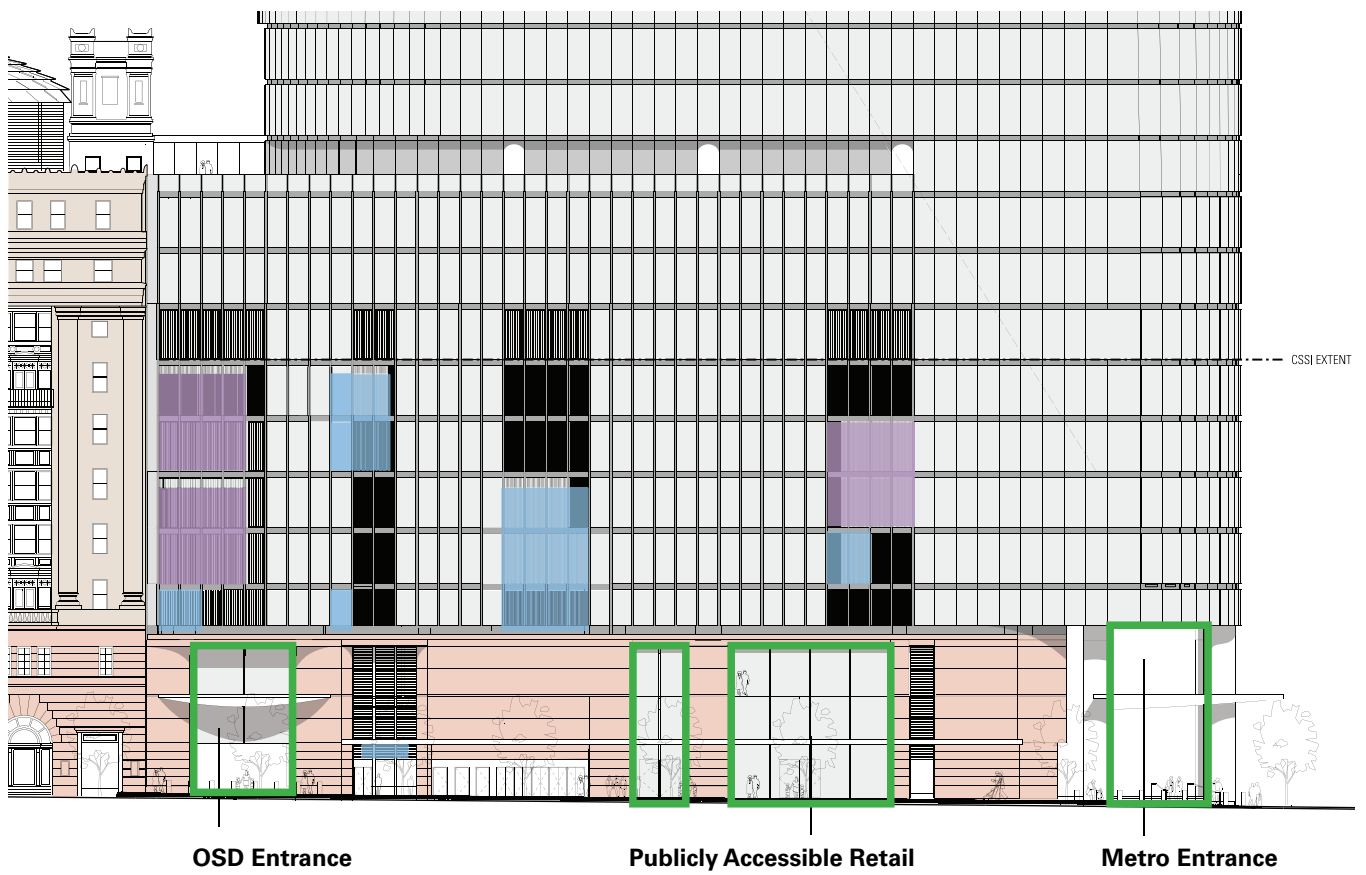 CSSI EXTENT
OSD Entrance
Publicly Accessible Retail
Metro Entrance